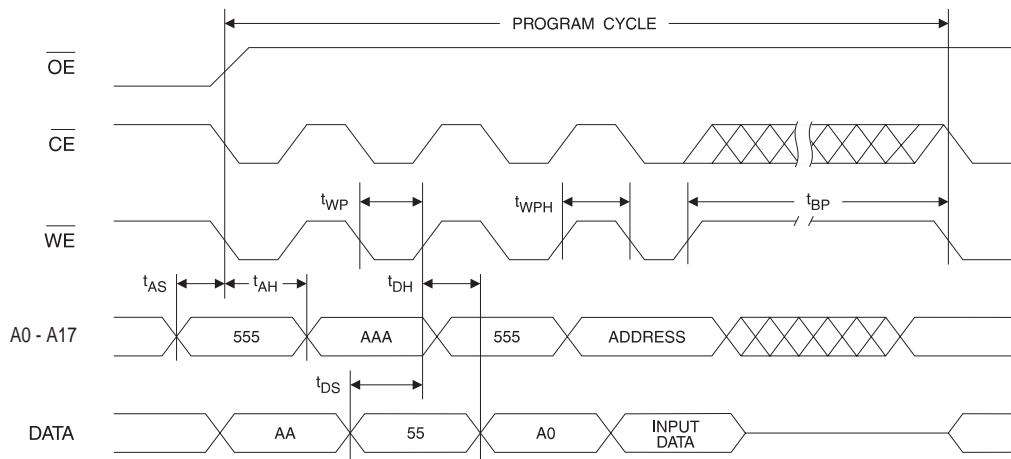 PROGRAM CYCLE
OE
CE
tWP
tWPH
tBP
WE
tAS
tAH
tDH
A0 - A17
555
AAA
555
ADDRESS
tDS
DATA
AA
55
A0
INPUT
DATA